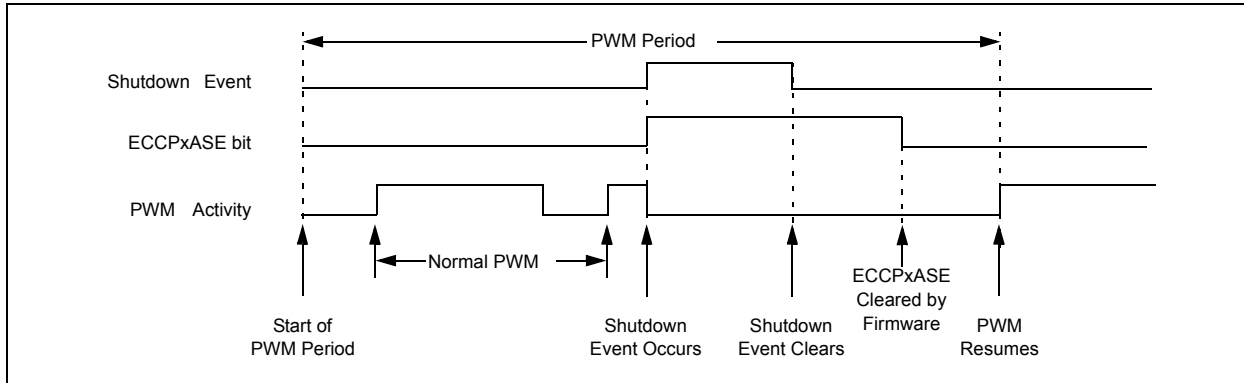 PWM Period
Shutdown Event
ECCPxASE bit
PWM Activity
Normal PWM
Start of
PWM Period
Shutdown
Event Occurs
Shutdown
Event Clears
ECCPxASE
Cleared by
Firmware
PWM
Resumes